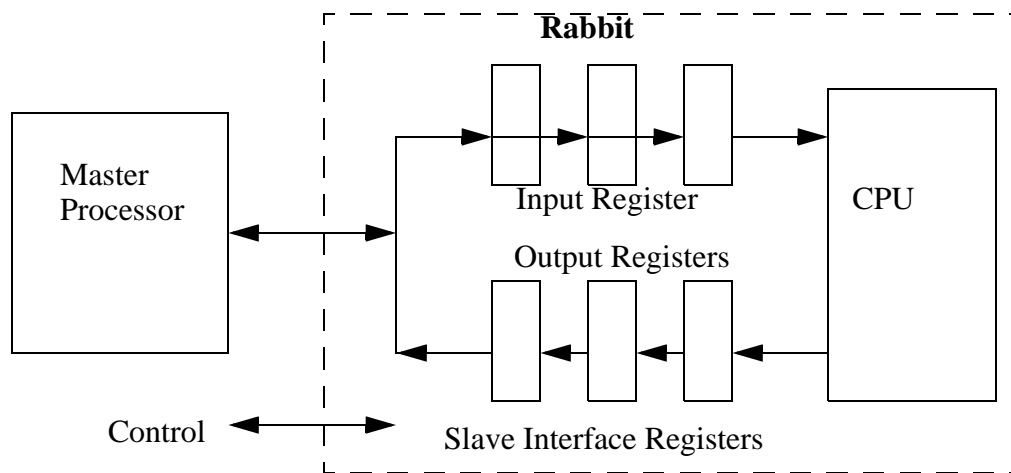 Rabbit
Master
Processor
Input Register
CPU
Output Registers
Control
Slave Interface Registers